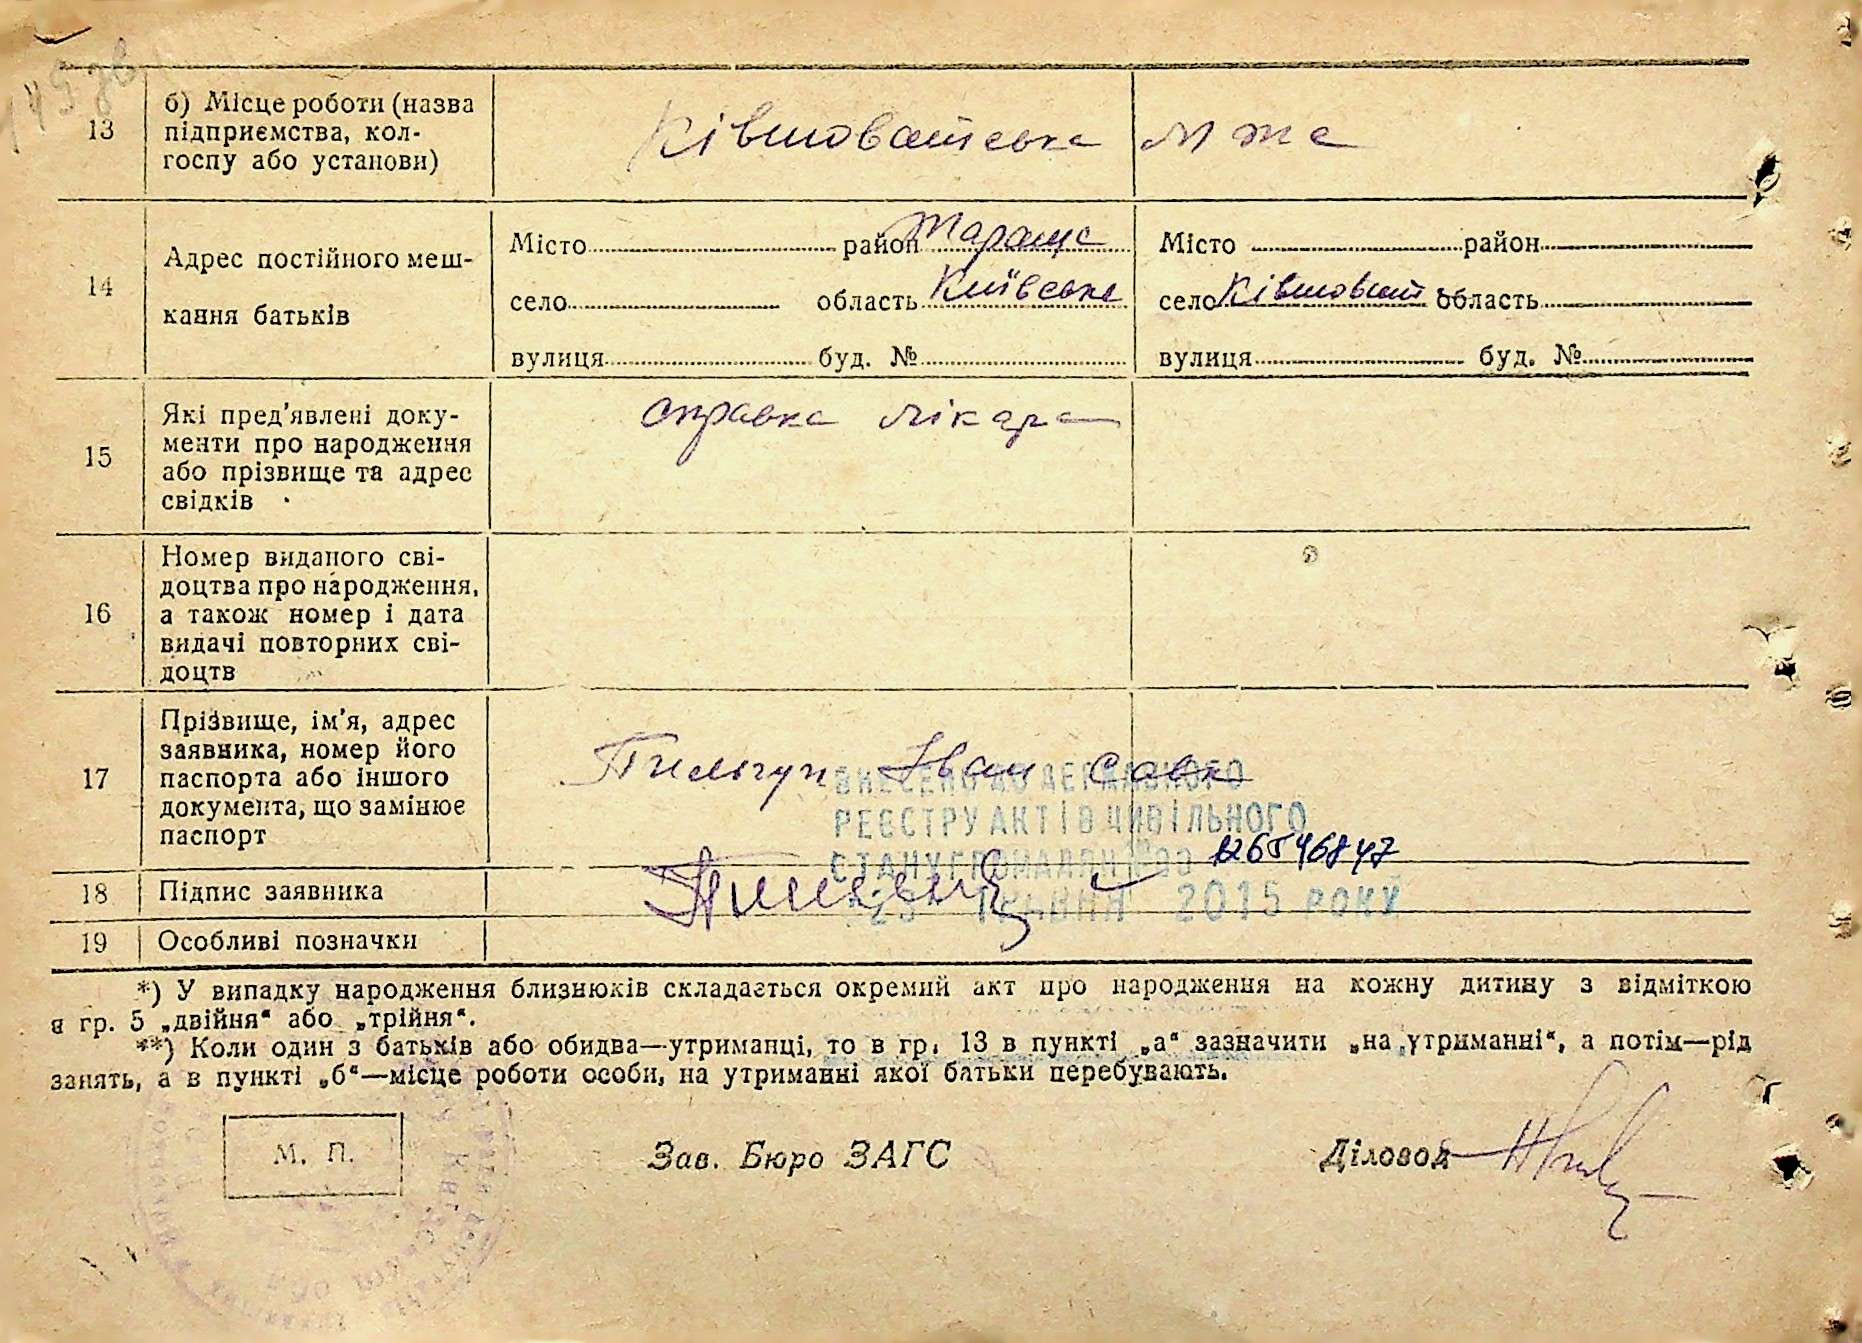 13
б) Місце роботи (назва
підприємства, кол-
госпу або установи)
Ківшоватська МТС
14
Адрес постійного меш-
кання батьків
Місто район Тараща
село область Київська
вулиця буд. №
Місто район
село Ківшоват область
вулиця буд. №
15
Які пред'явлені доку-
менти про народження
або прізвище та адрес
свідків
справка лікара
16
Номер виданого сві-
доцтва про народження,
а також номер і дата
видачі повторних сві-
доцтв
17
Прізвище, ім'я, адрес
заявника, номер його
паспорта або іншого
документа, що замінює
паспорт
Пильгун Іван Савк
ВНЕСЕНО ДО ДЕРЖАВНОГО
РЕЄСТРУ АКТІВ ЦИВІЛЬНОГО
СТАНУ ГРОМАДЯН
2015 РОКУ
18
Підпис заявника
19
Особливі позначки
*) У випадку народження близнюків складається окремий акт про народження на кожну дитину з відміткою
в гр. 5 „двійня“ або „трійня“.
**) Коли один з батьків або обидва—утриманці, то в гр. 13 в пункті „а“ зазначити „на утриманні“, а потім—рід
занять, а в пункті „б“—місце роботи особи, на утриманні якої батьки перебувають.
М. П.
Зав. Бюро ЗАГС
Діловод